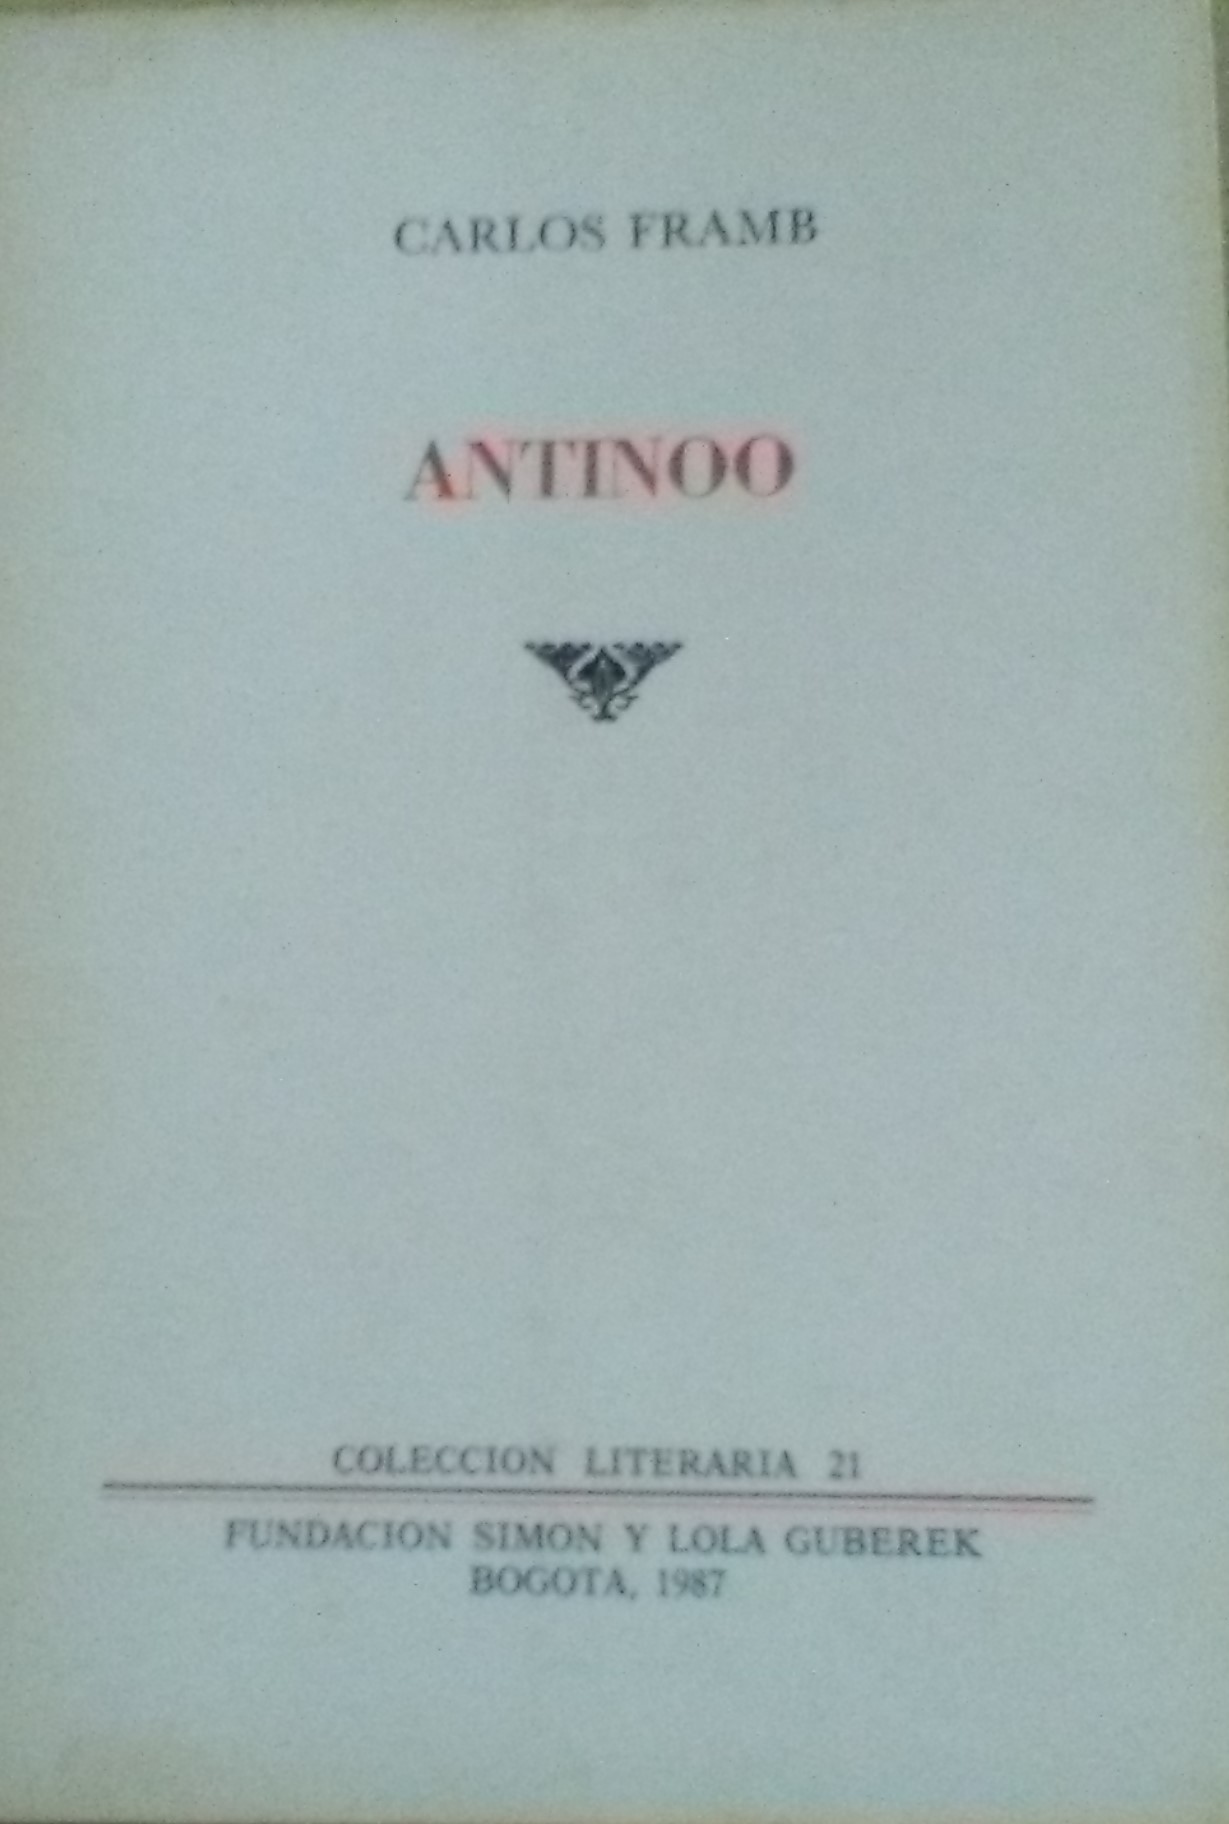 CARLOS FRAMB
ANTINOO
COLECCION LITERARIA 21
FUNDACION SIMON Y LOLA GUBEREK
BOGOTA, 1987